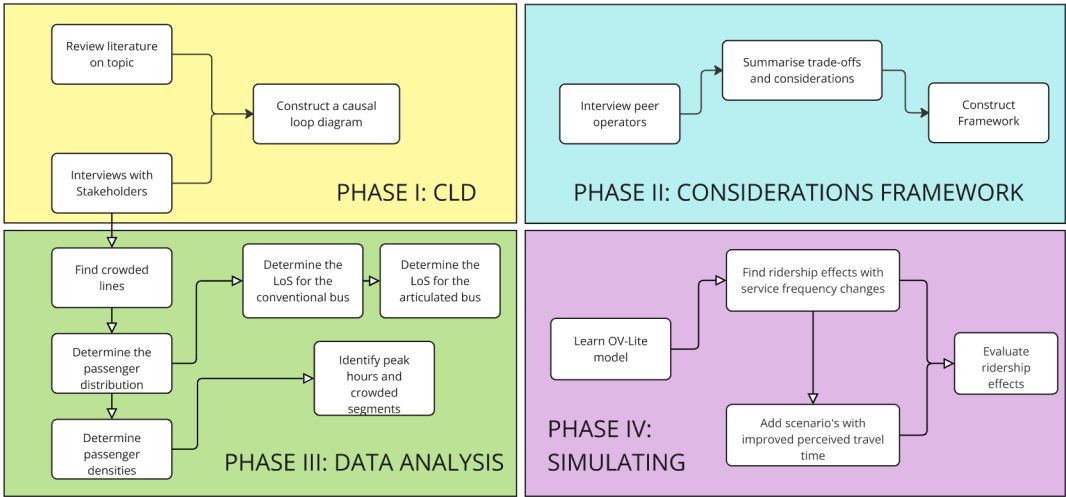 Review literature
on topic
Construct a causal
loop diagram
Interviews with
Stakeholders
PHASE I: CLD
Interview peer
operators
Summarise trade-offs
and considerations
Construct
Framework
PHASE II: CONSIDERATIONS FRAMEWORK
Find crowded
lines
Determine the
LoS for the
conventional bus
Determine the
LoS for the
articulated bus
Determine the
passenger
distribution
Identify peak
hours and
crowded
segments
Determine
passenger
densities
PHASE III: DATA ANALYSIS
Learn OV-Lite
model
Find ridership effects with
service frequency changes
Evaluate
ridership
effects
Add scenario's with
improved perceived travel
time
PHASE IV:
SIMULATING